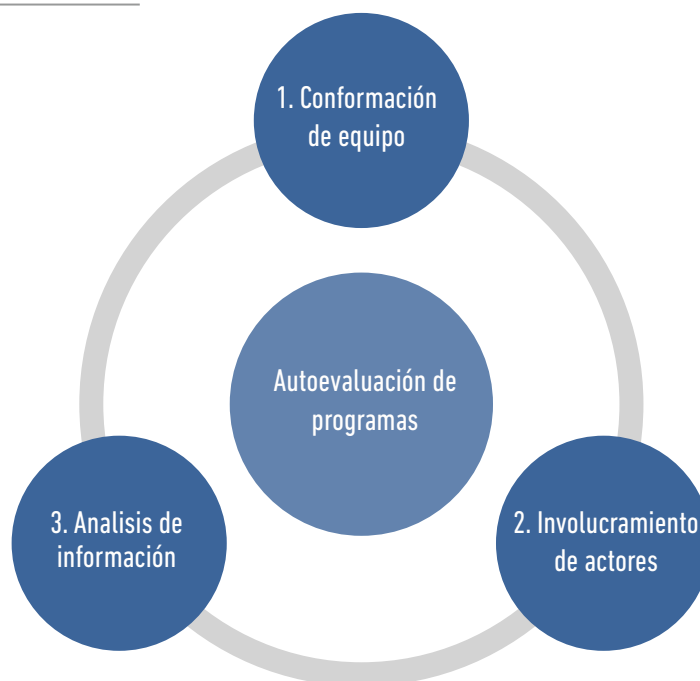 1. Conformación
de equipo
Autoevaluación de
programas
3. Analisis de
información
2. Involucramiento
de actores